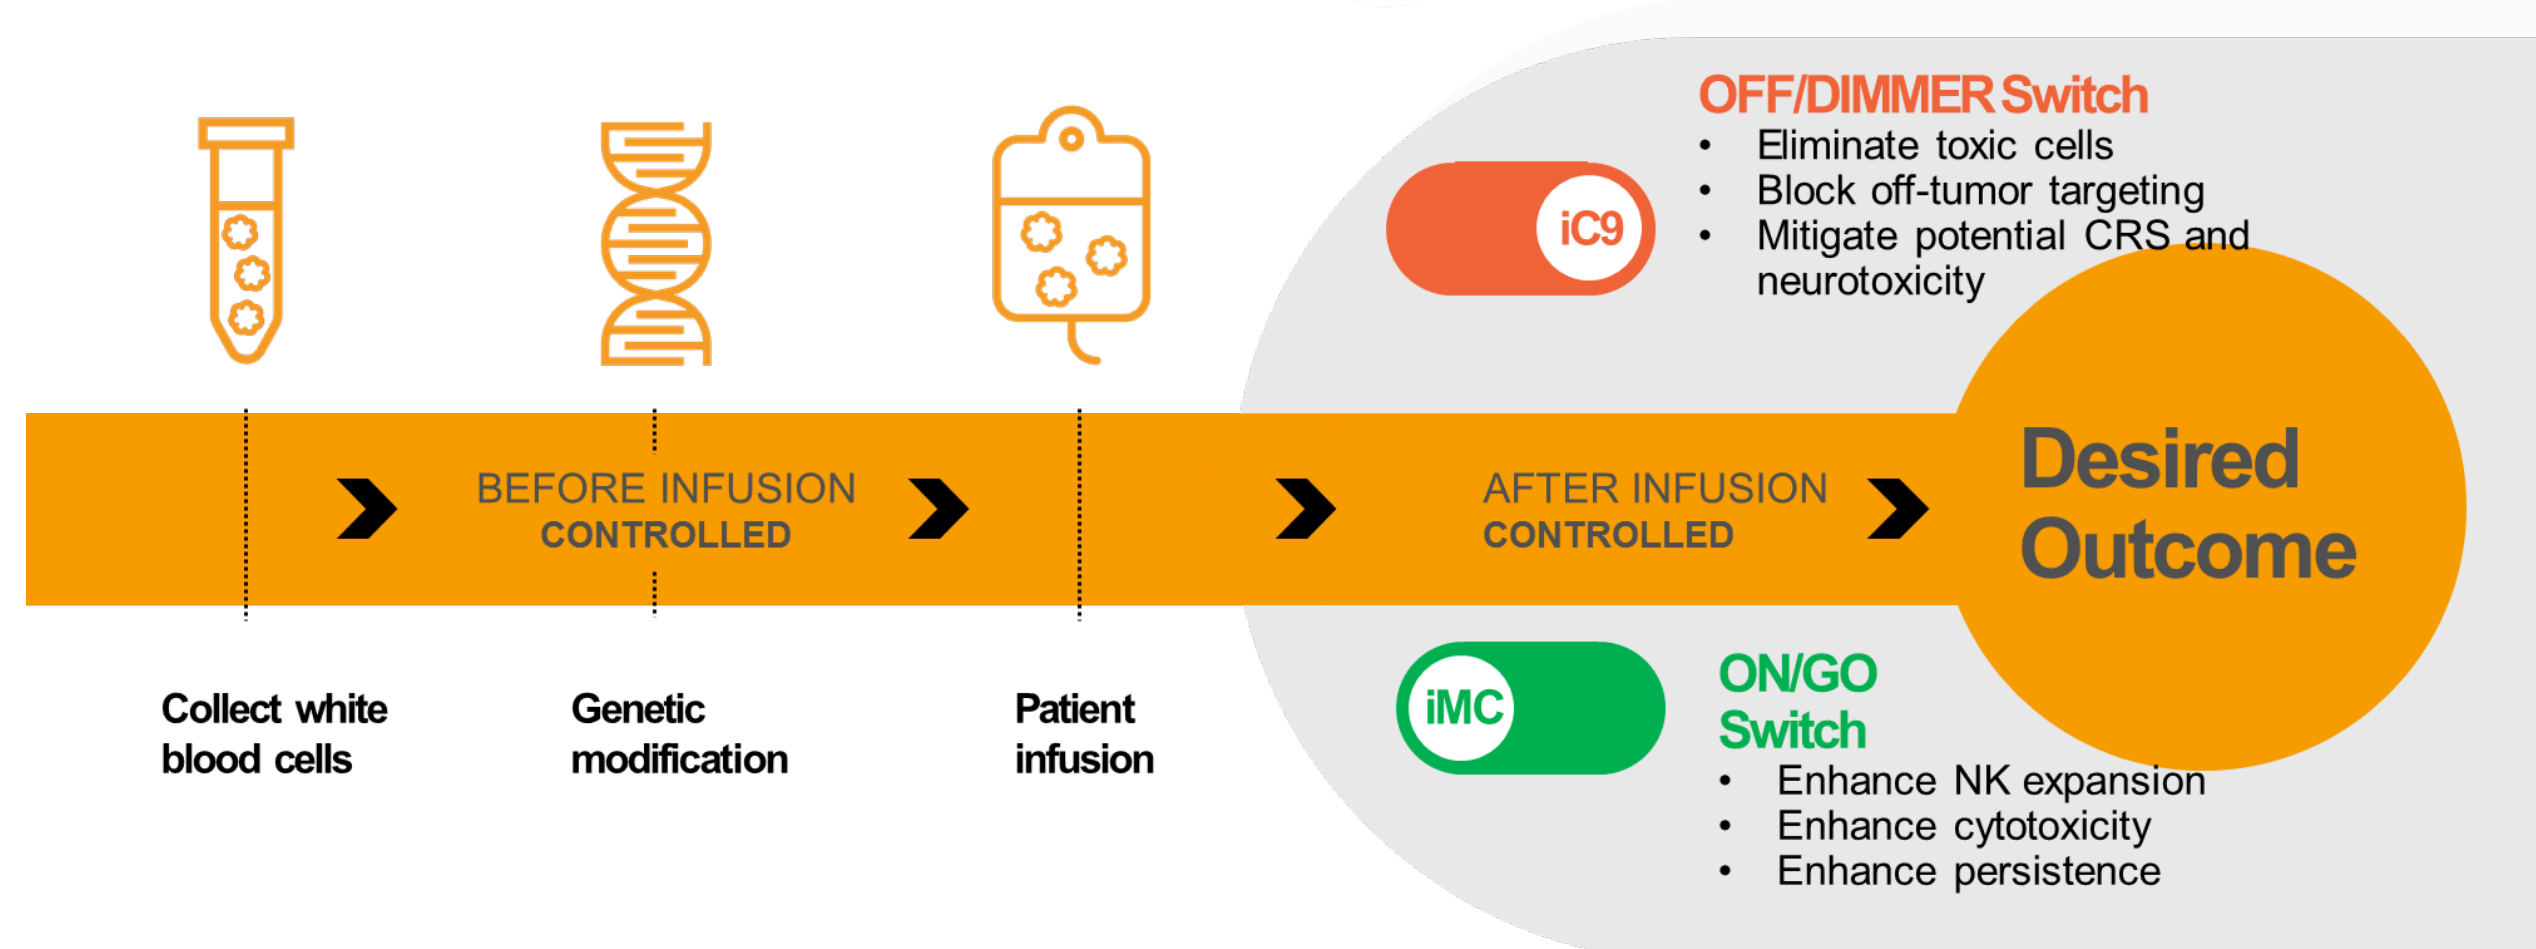 OFF/DIMMER Switch
• Eliminate toxic cells
• Block off-tumor targeting
• Mitigate potential CRS and
neurotoxicity
iC9
BEFORE INFUSION
CONTROLLED
AFTER INFUSION
CONTROLLED
Desired
Outcome
Collect white
blood cells
Genetic
modification
Patient
infusion
iMC
ON/GO
Switch
• Enhance NK expansion
• Enhance cytotoxicity
• Enhance persistence